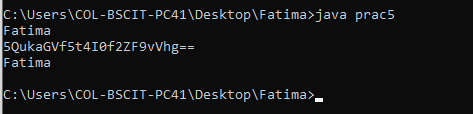 C:\Users\COL-BSCIT-PC41\Desktop\Fatima>java prac5
Fatima
5QukaGVf5t4I0f2ZF9vVhg==
Fatima
C:\Users\COL-BSCIT-PC41\Desktop\Fatima>